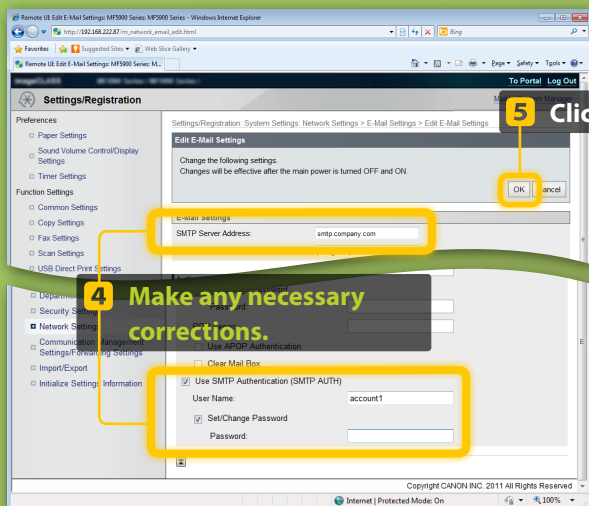 Remote UI: Edit E-Mail Settings: MF5900 Series: MF5900 Series - Windows Internet Explorer
http://192.168.222.87/m_network_email_edit.html
Bing
Favorites Suggested Sites Web Slice Gallery
Remote UI: Edit E-Mail Settings: MF5900 Series: M...
Page Safety Tools
To Portal Log Out
Settings/Registration
5 Clic
Preferences
Paper Settings
Sound Volume Control/Display
Settings
Timer Settings
Function Settings
Common Settings
Copy Settings
Fax Settings
Scan Settings
USB Direct Print Settings
Security Settings
Network Settings
Communication Management
Settings/Forwarding Settings
Import/Export
Initialize Settings Information
Settings/Registration: System Settings: Network Settings > E-Mail Settings > Edit E-Mail Settings
Edit E-Mail Settings
Change the following settings.
Changes will be effective after the main power is turned OFF and ON.
OK Cancel
E-Mail Settings
SMTP Server Address: smtp.company.com
4 Make any necessary
corrections.
Password:
Use APOP Authentication
Clear Mail Box
Use SMTP Authentication (SMTP AUTH)
User Name: account1
Set/Change Password
Password:
Copyright CANON INC. 2011 All Rights Reserved
Internet | Protected Mode: On 100%